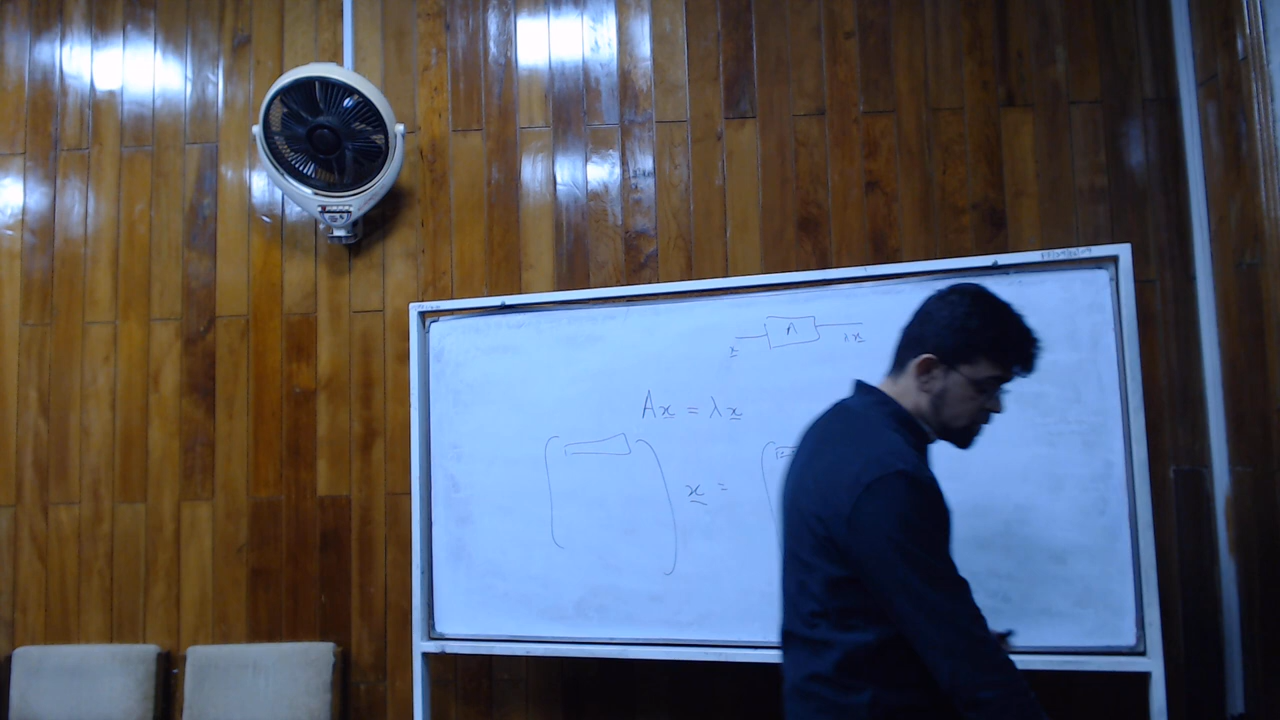 A
x λx
Ax = λx
x =